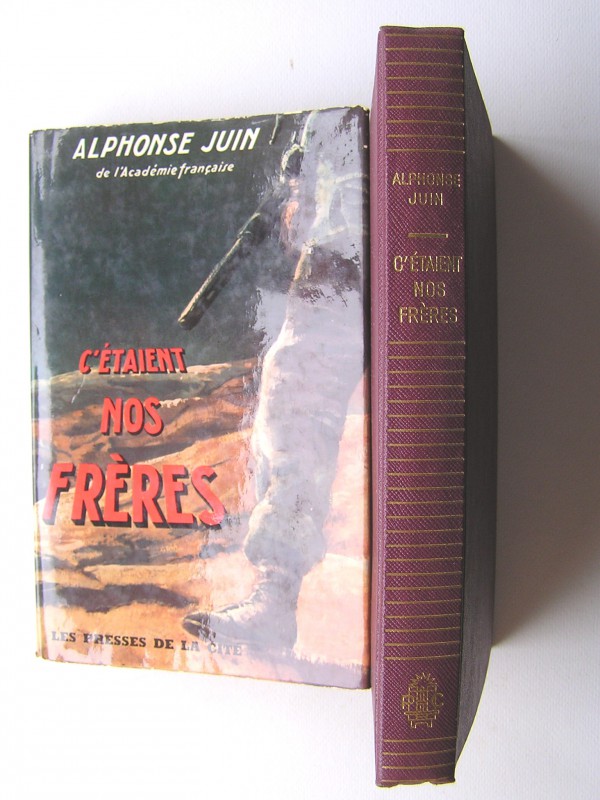 ALPHONSE JUIN
de l'Académie française
C'ÉTAIENT
NOS
FRÈRES
LES PRESSES DE LA CITÉ
ALPHONSE
JUIN
C'ÉTAIENT
NOS
FRÈRES
P C